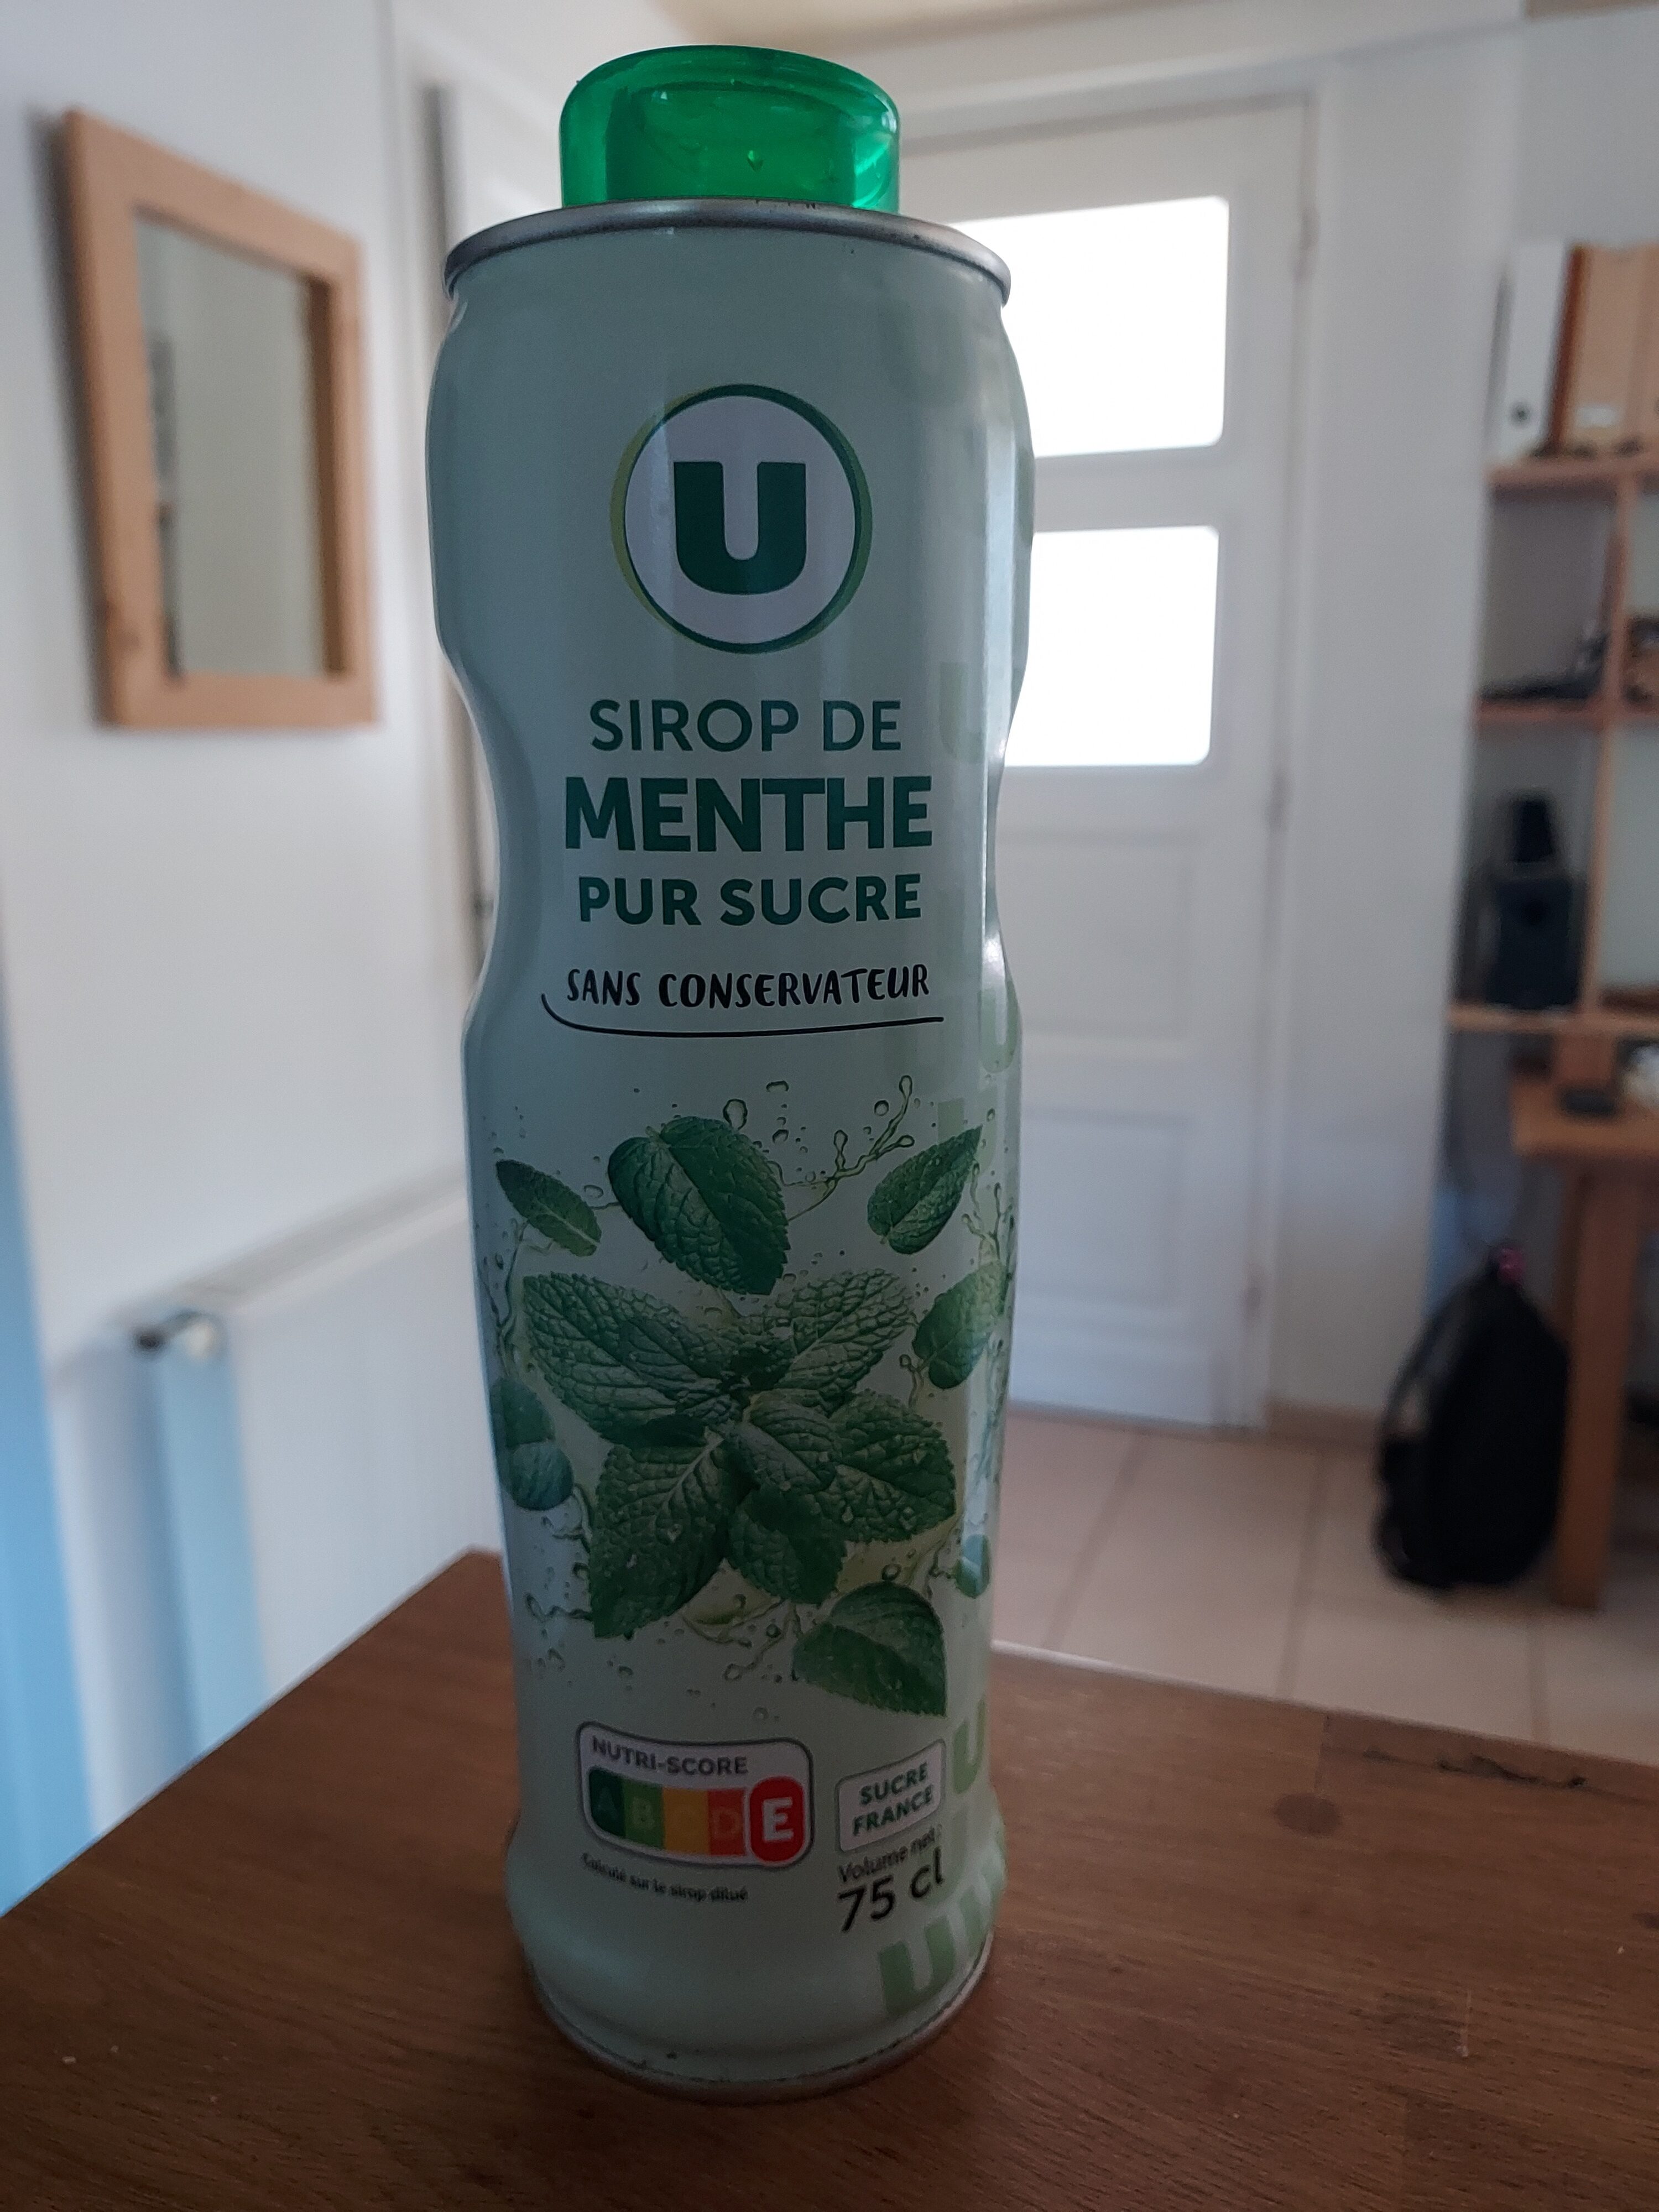 U
SIROP DE
MENTHE
PUR SUCRE
SANS CONSERVATEUR
NUTRI-SCORE
A B C D E
Calculé sur le sirop dilué
SUCRE
FRANCE
Volume net:
75 cl